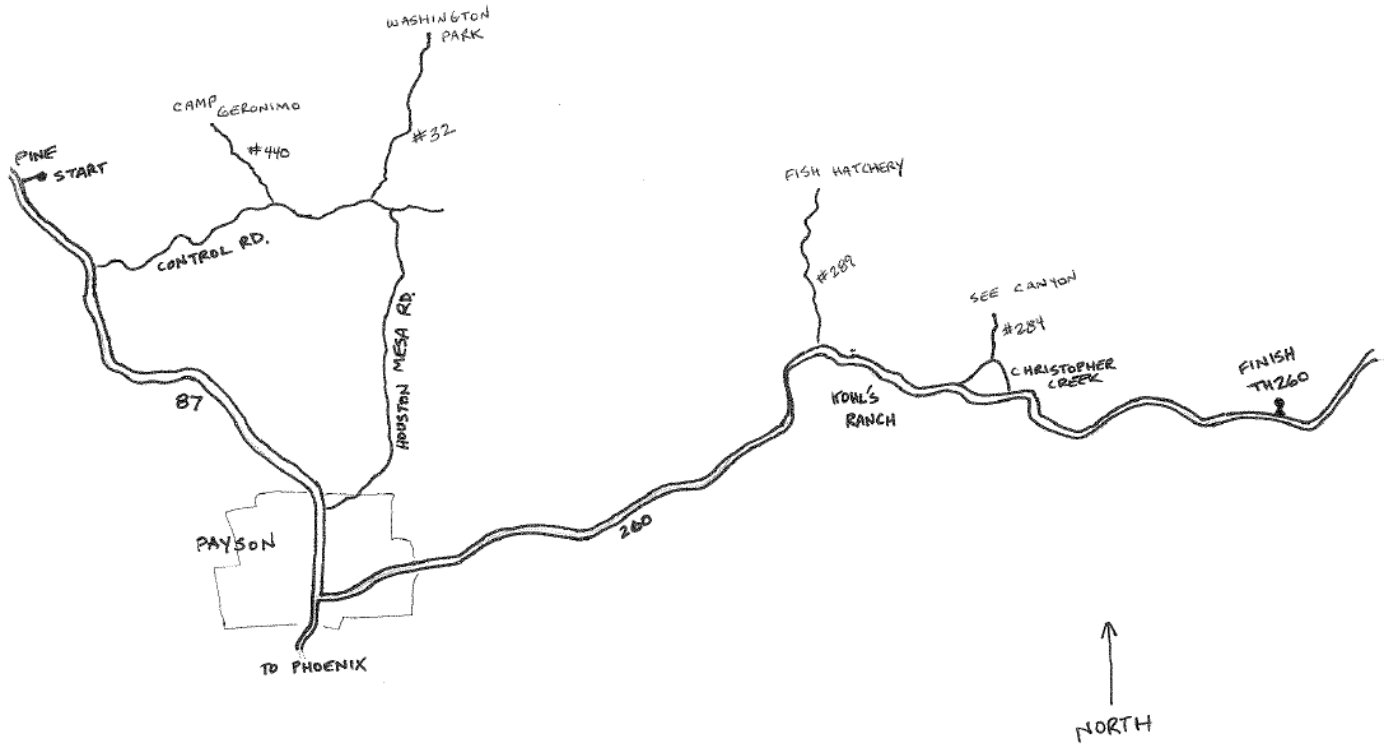 WASHINGTON
PARK
CAMP GERONIMO
#32
#440
PINE
START
FISH HATCHERY
CONTROL RD.
#289
SEE CANYON
HOUSTON MESA RD.
#284
CHRISTOPHER
CREEK
FINISH
TH260
87
KOHL'S
RANCH
260
PAYSON
TO PHOENIX
NORTH